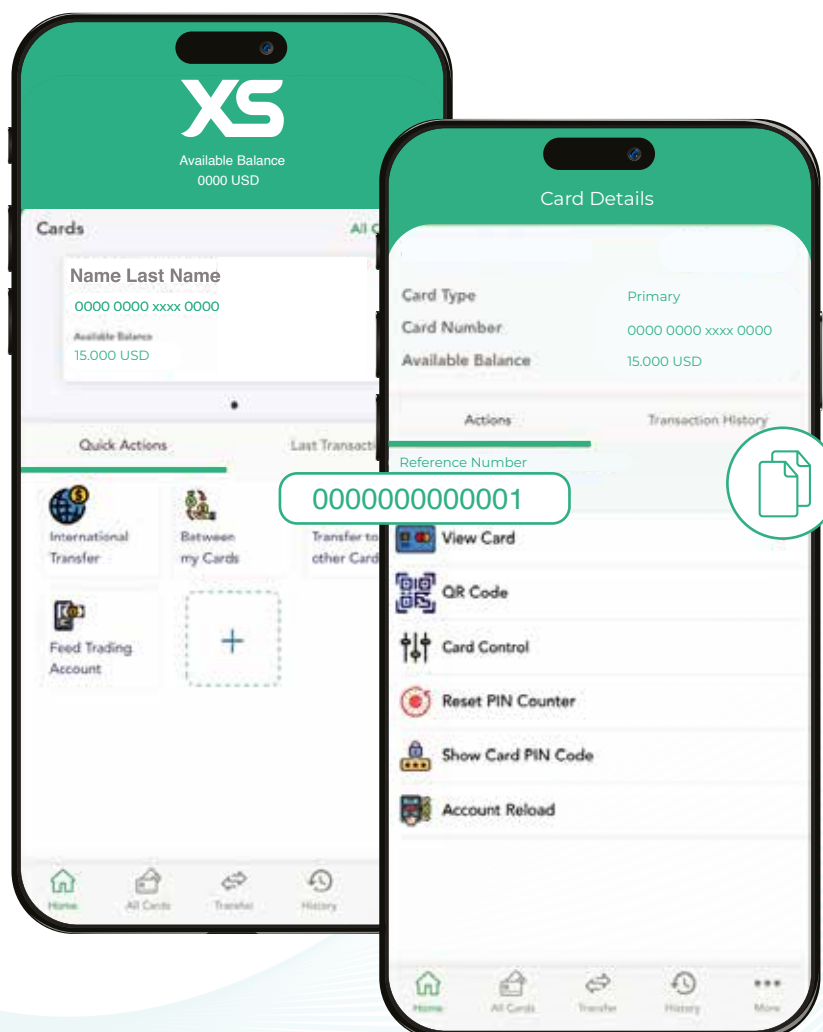 XS
Available Balance
0000 USD
Cards
Name Last Name
0000 0000 xxxx 0000
Available Balance
15.000 USD
Quick Actions
Last
International
Transfer
Between
my Cards
Transfer to
other Card
Feed Trading
Account
+
Home
All Cards
Transfer
History
Card Details
Card Type
Primary
Card Number
0000 0000 xxxx 0000
Available Balance
15.000 USD
Actions
Transaction History
Reference Number
0000000000001
View Card
QR Code
Card Control
Reset PIN Counter
Show Card PIN Code
Account Reload
Home
All Cards
Transfer
History
More